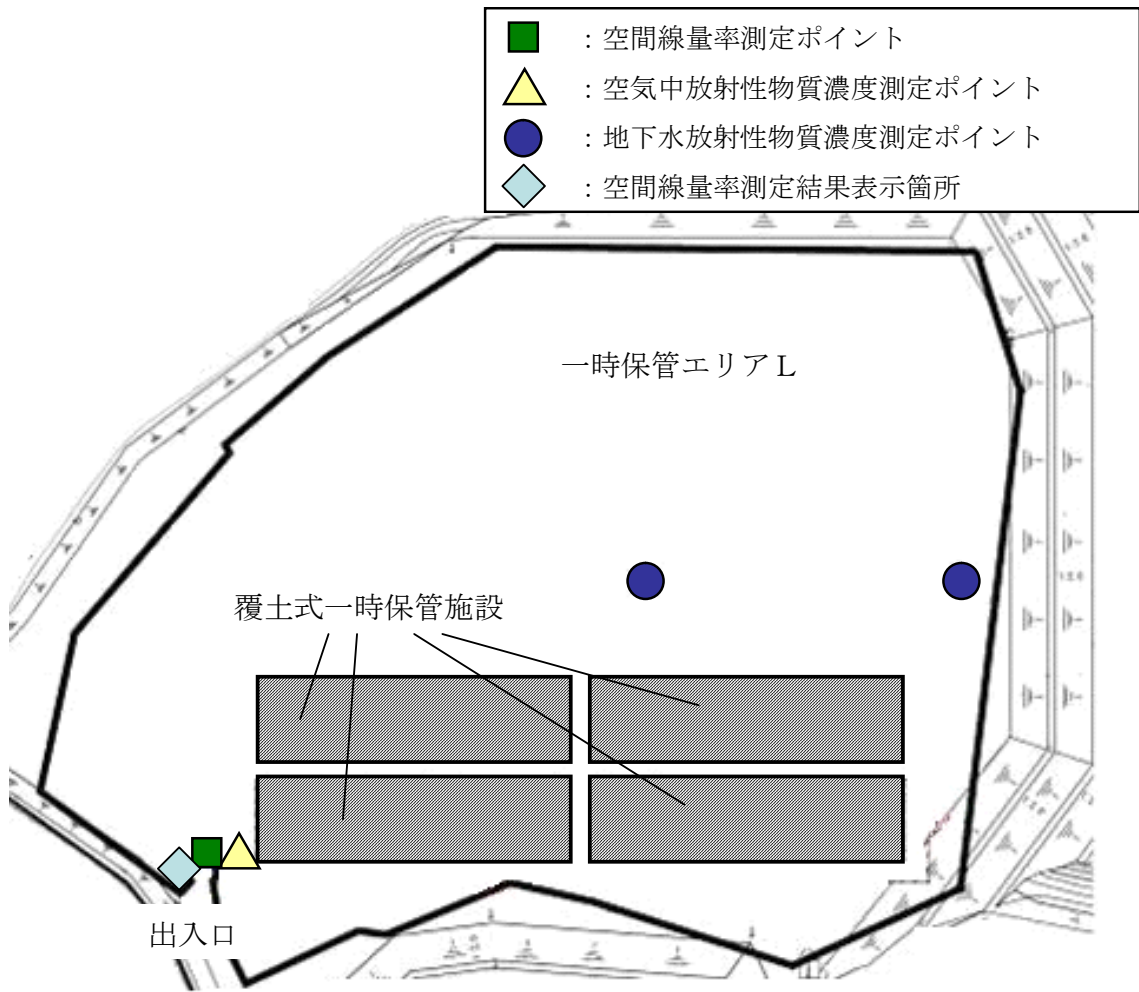 ：空間線量率測定ポイント
：空気中放射性物質濃度測定ポイント
：地下水放射性物質濃度測定ポイント
：空間線量率測定結果表示箇所
一時保管エリアＬ
覆土式一時保管施設
出入口